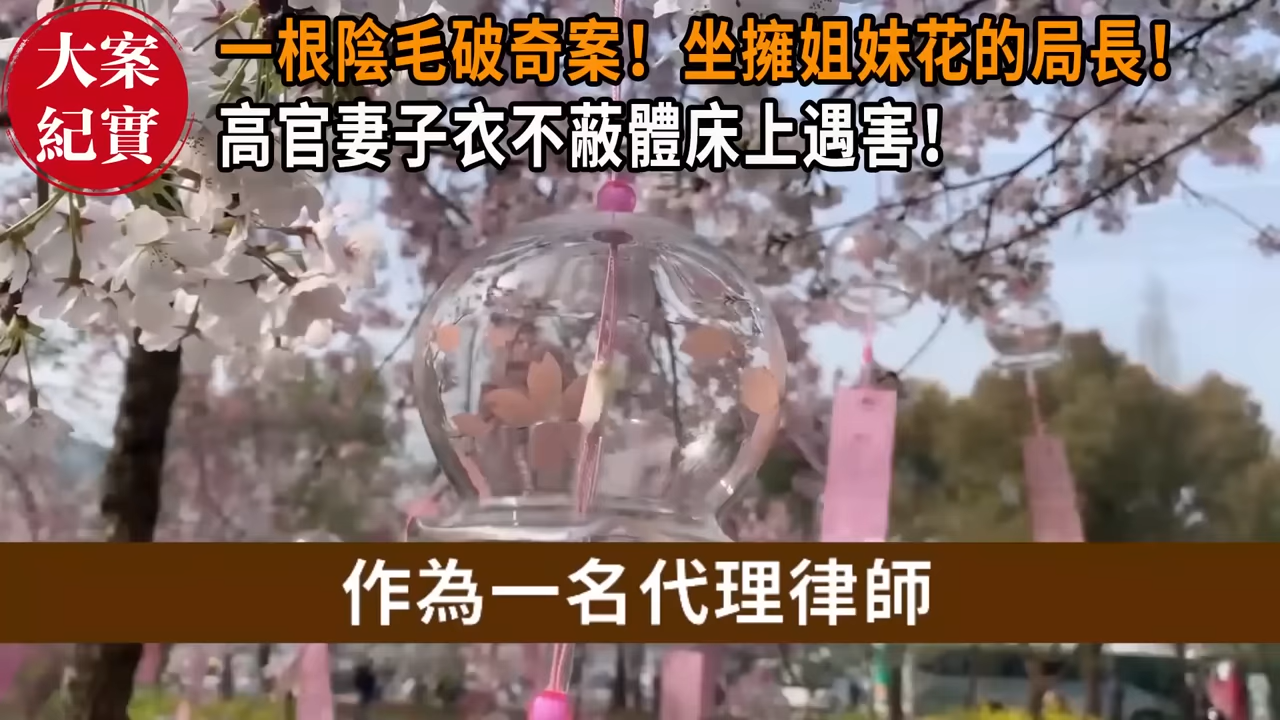 大案
紀實
一根陰毛破奇案！坐擁姐妹花的局長！
高官妻子衣不蔽體床上遇害！
作為一名代理律師